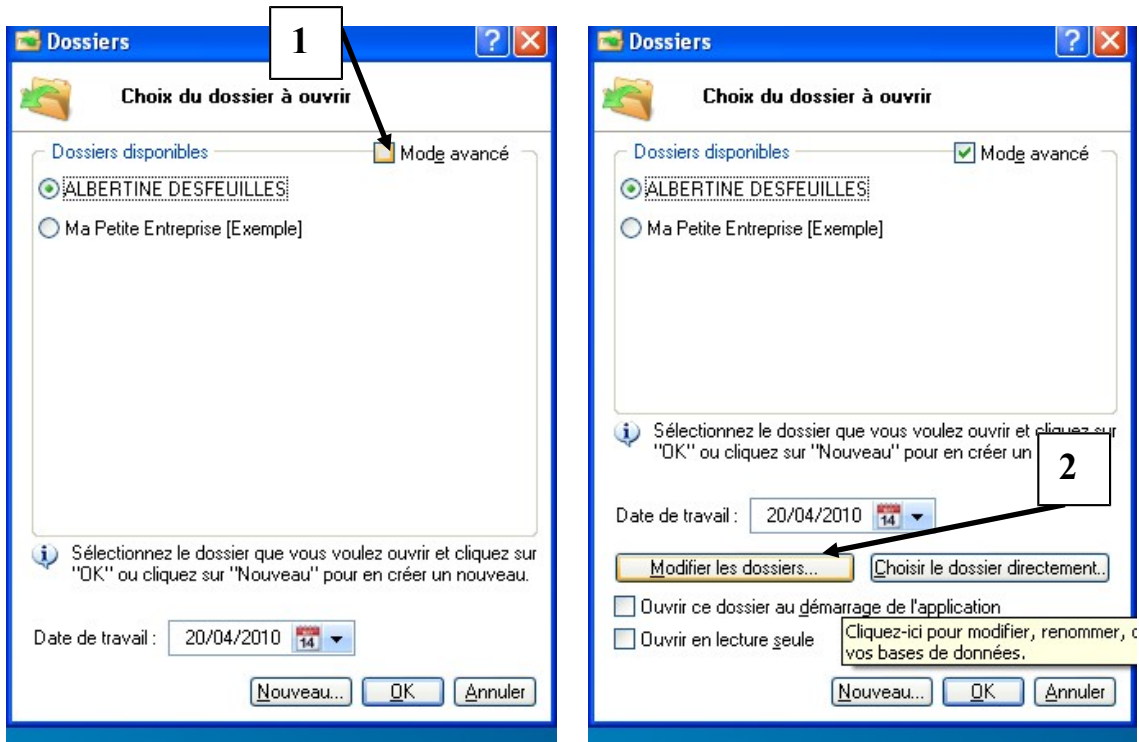 1
Dossiers
Choix du dossier à ouvrir
Dossiers disponibles
Mode avancé
ALBERTINE DESFEUILLES
Ma Petite Entreprise [Exemple]
Sélectionnez le dossier que vous voulez ouvrir et cliquez sur
"OK" ou cliquez sur "Nouveau" pour en créer un nouveau.
Date de travail : 20/04/2010 14
Nouveau... OK Annuler
Dossiers
Choix du dossier à ouvrir
Dossiers disponibles
Mode avancé
ALBERTINE DESFEUILLES
Ma Petite Entreprise [Exemple]
Sélectionnez le dossier que vous voulez ouvrir et cliquez sur
"OK" ou cliquez sur "Nouveau" pour en créer un
2
Date de travail : 20/04/2010 14
Modifier les dossiers... Choisir le dossier directement..
Ouvrir ce dossier au démarrage de l'application
Ouvrir en lecture seule
Cliquez-ici pour modifier, renommer,
vos bases de données.
Nouveau... OK Annuler